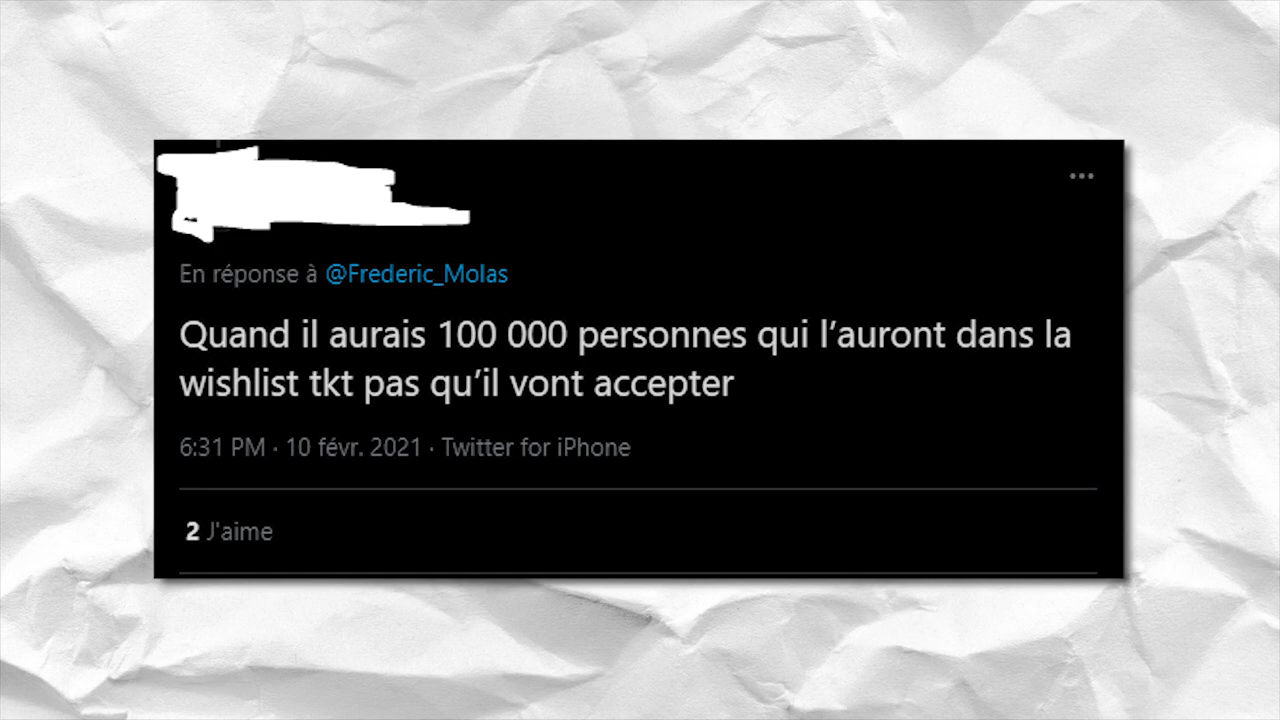 En réponse à @Frederic_Molas
Quand il aurais 100 000 personnes qui l’auront dans la
wishlist tkt pas qu’il vont accepter
6:31 PM · 10 févr. 2021 · Twitter for iPhone
2 J'aime